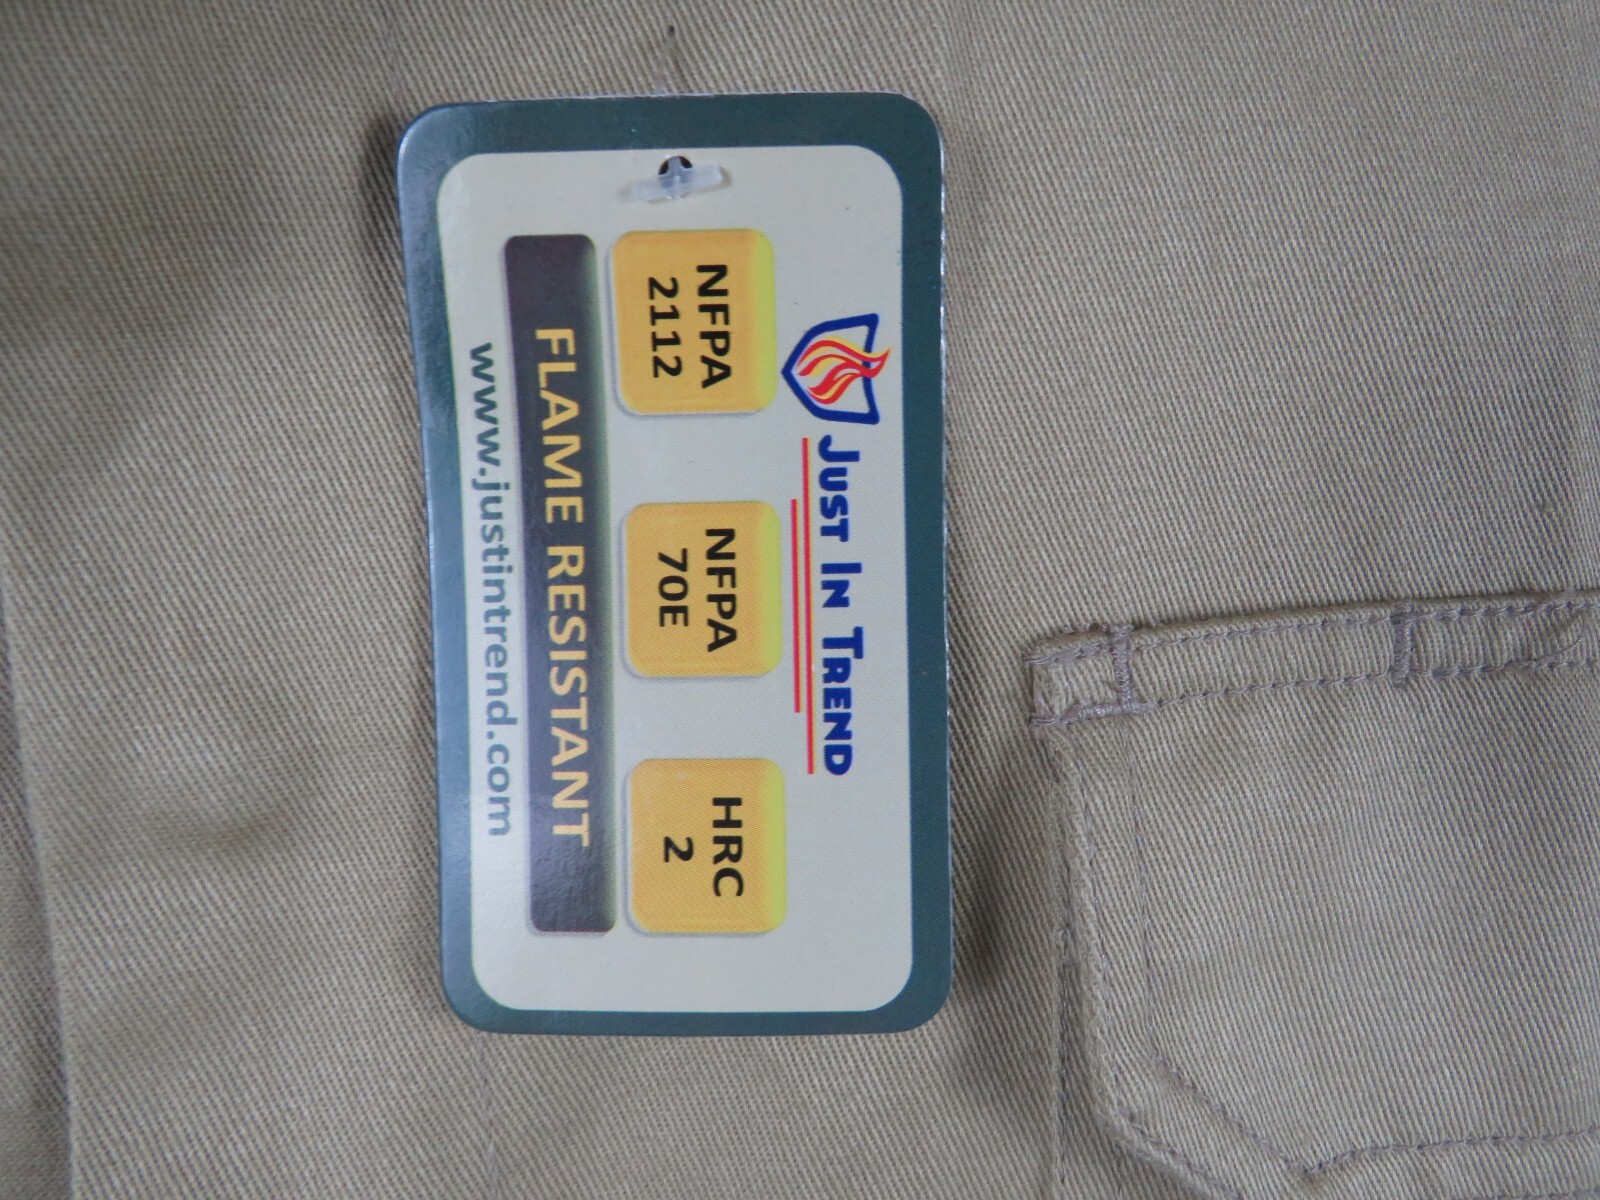 JUST IN TREND
NFPA
2112
NFPA
70E
HRC
2
FLAME RESISTANT
www.justintrend.com